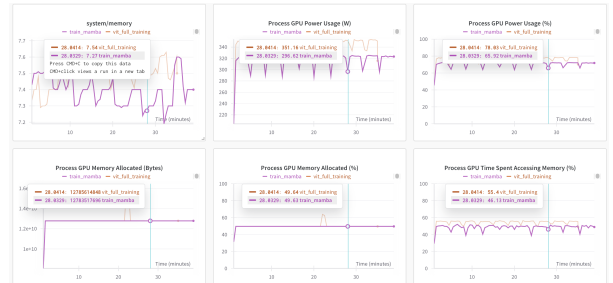 system/memory
train_mamba vit_full_training
28.0414: 7.54 vit_full_training
28.0329: 7.27 train_mamba
Press CMD+C to copy this data
CMD+click views a run in a new tab
7.7
7.6
7.5
7.4
7.3
7.2
10
20
30
Time (minutes)
Process GPU Power Usage (W)
train_mamba vit_full_training
28.0414: 351.16 vit_full_training
28.0329: 296.62 train_mamba
340
320
300
280
260
240
220
10
20
30
Time (minutes)
Process GPU Power Usage (%)
train_mamba vit_full_training
28.0414: 78.03 vit_full_training
28.0329: 65.92 train_mamba
100
80
60
40
20
0
10
20
30
Time (minutes)
Process GPU Memory Allocated (Bytes)
train_mamba vit_full_training
28.0414: 12785614848 vit_full_training
28.0329: 12783517696 train_mamba
1.4e+10
1.2e+10
1e+10
10
20
30
Time (minutes)
Process GPU Memory Allocated (%)
train_mamba vit_full_training
28.0414: 49.64 vit_full_training
28.0329: 49.63 train_mamba
100
80
60
40
20
0
10
20
30
Time (minutes)
Process GPU Time Spent Accessing Memory (%)
train_mamba vit_full_training
28.0414: 55.4 vit_full_training
28.0329: 46.13 train_mamba
100
80
60
40
20
0
10
20
30
Time (minutes)